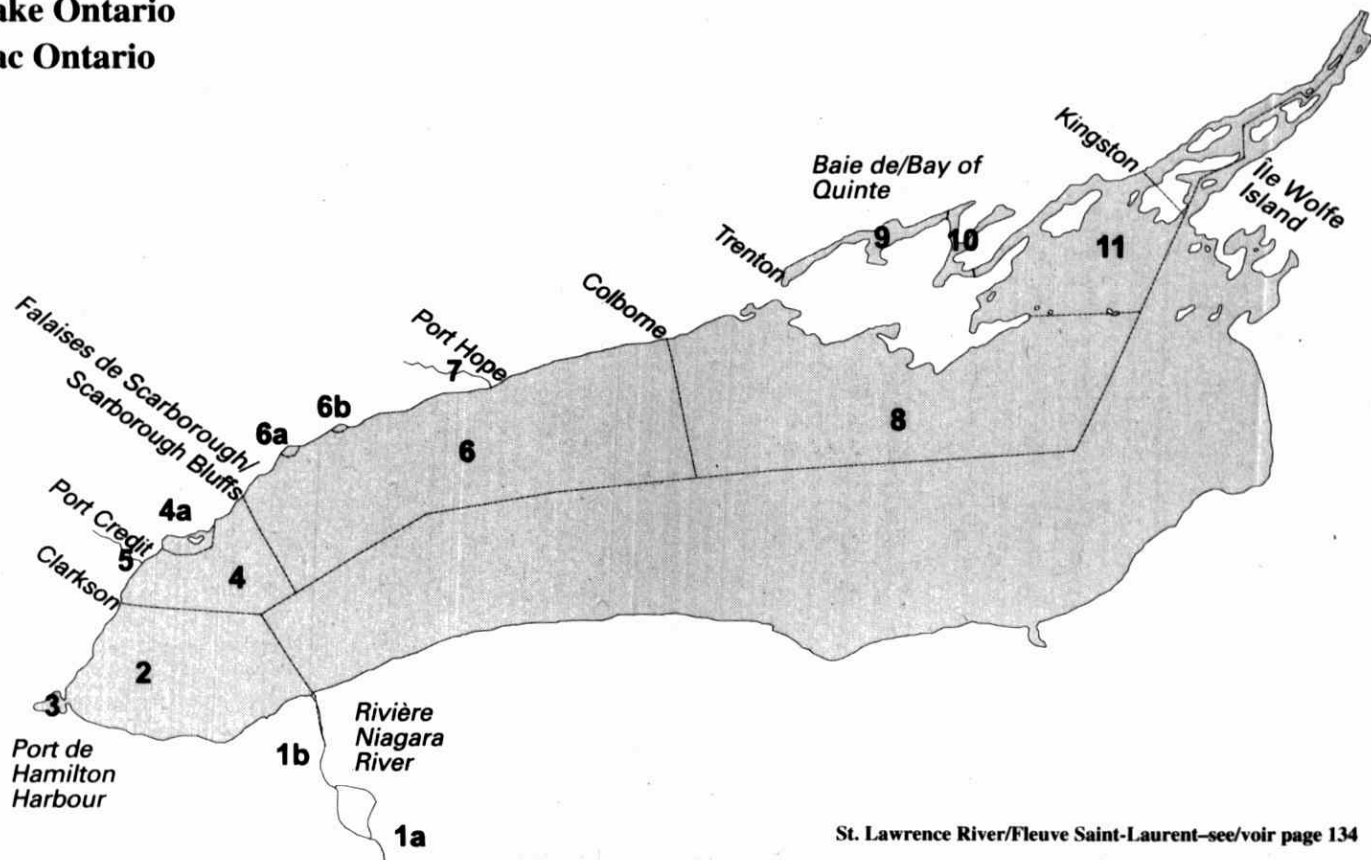 ake Ontario
ac Ontario
Kingston
Île Wolfe
Island
Baie de/Bay of
Quinte
9
10
11
Trenton
Colborne
Port Hope
7
Falaises de Scarborough/
Scarborough Bluffs
6b
6a
6
8
Port Credit
4a
5
4
Clarkson
2
3
Port de
Hamilton
Harbour
1b
Rivière
Niagara
River
1a
St. Lawrence River/Fleuve Saint-Laurent–see/voir page 134